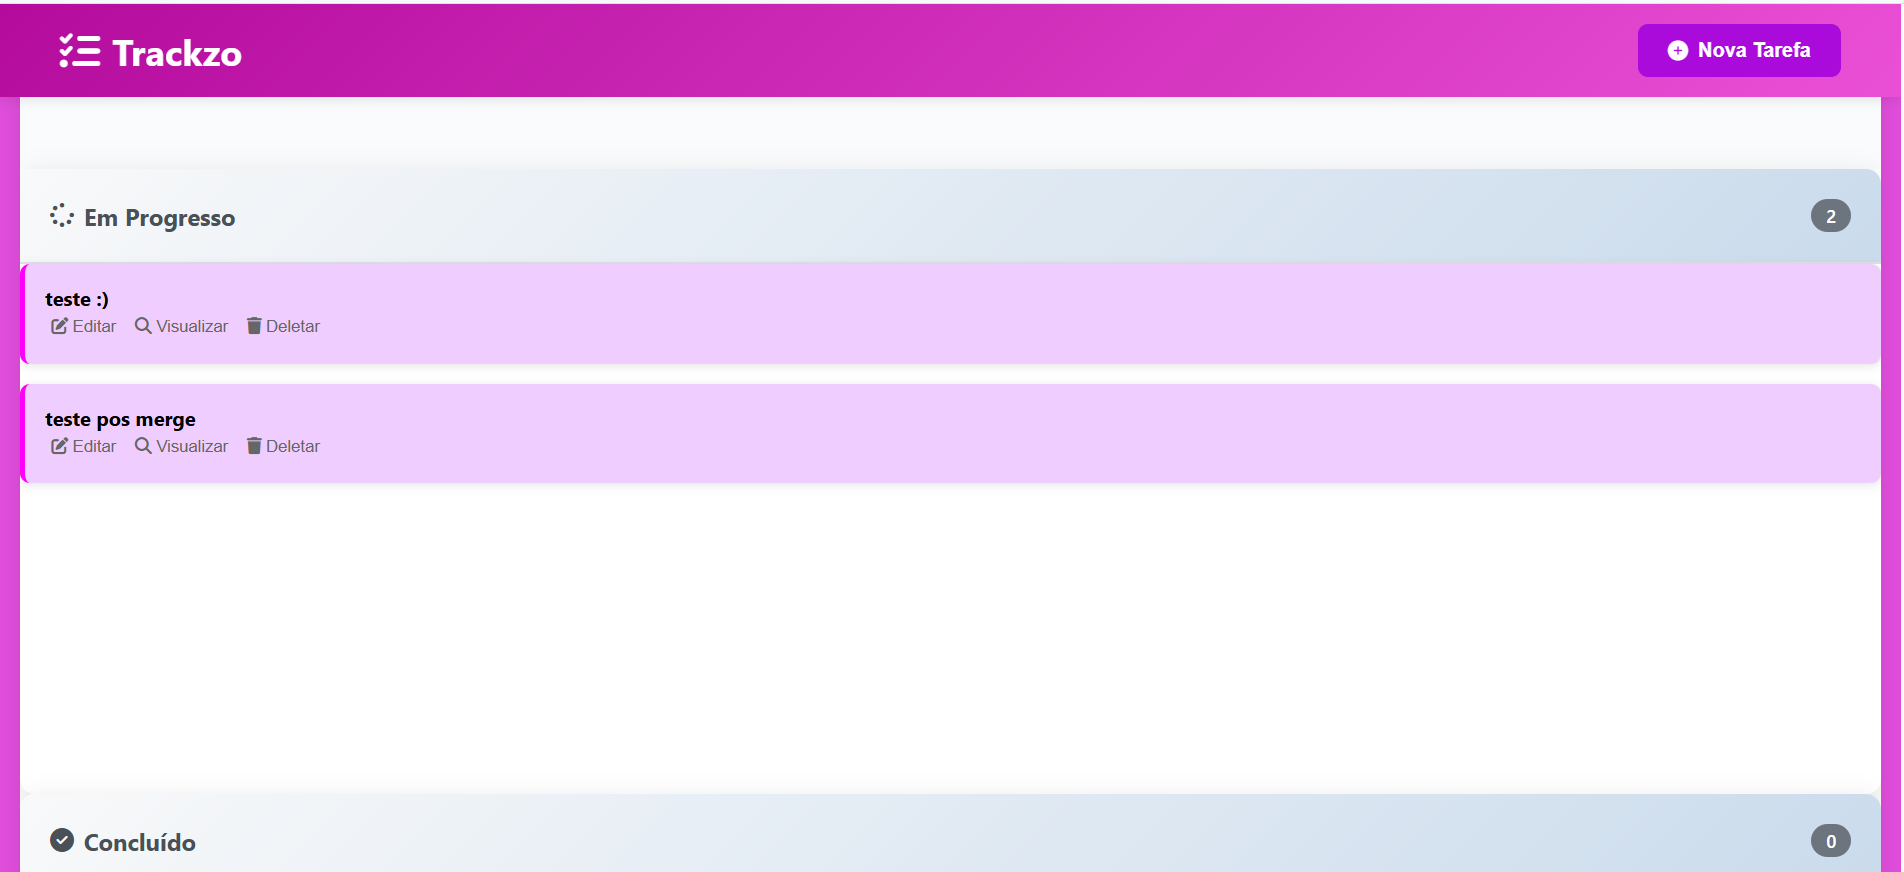 Trackzo
Nova Tarefa
Em Progresso
2
teste :)
Editar Visualizar Deletar
teste pos merge
Editar Visualizar Deletar
Concluído
0